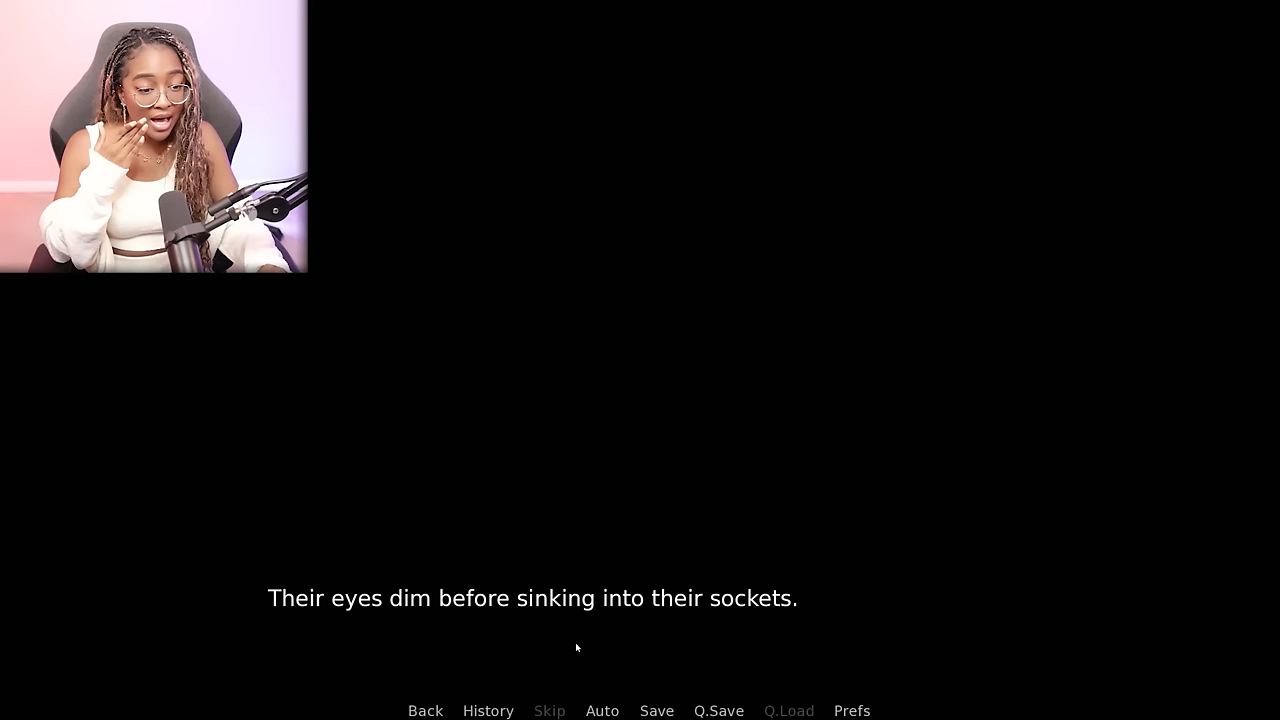 Their eyes dim before sinking into their sockets.
Back History Skip Auto Save Q.Save Q.Load Prefs